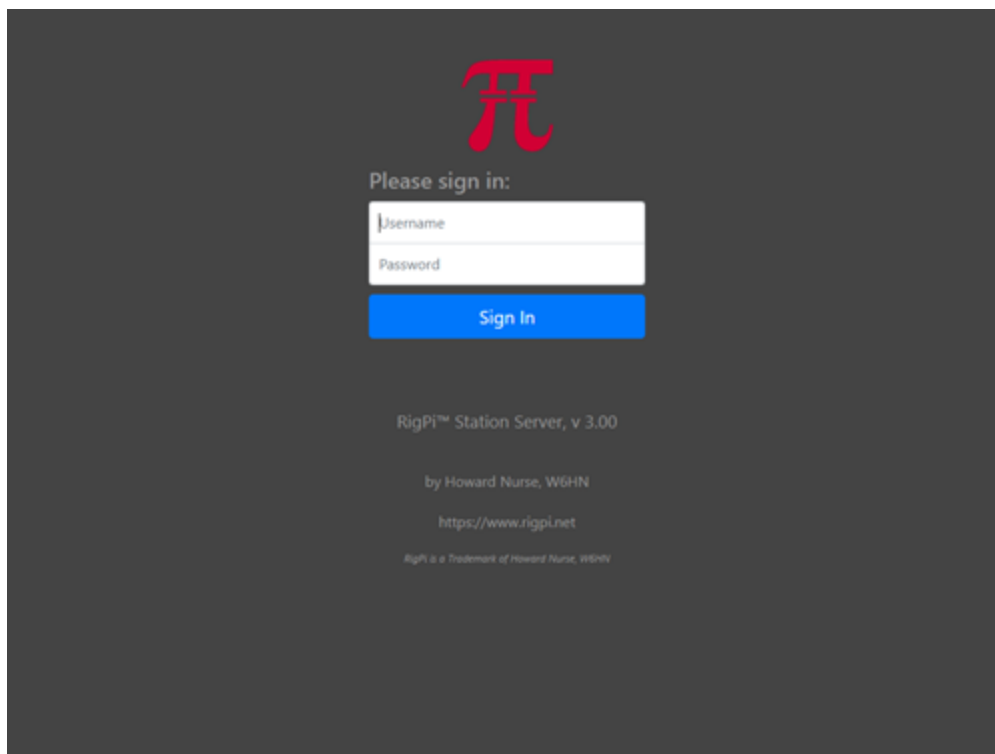 Please sign in:
Username
Password
Sign In
RigPi™ Station Server, v 3.00
by Howard Nurse, W6HN
https://www.rigpi.net
RigPi is a Trademark of Howard Nurse, W6HN